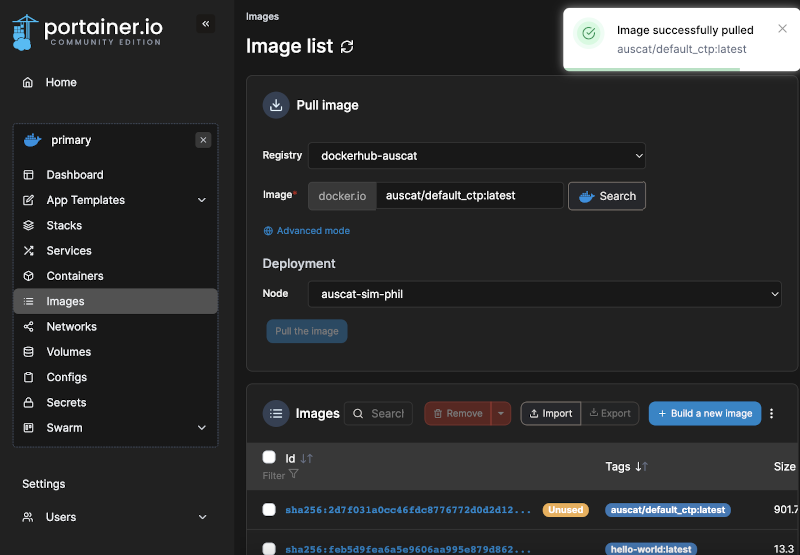 portainer.io
COMMUNITY EDITION
«
Home
primary
Dashboard
App Templates
Stacks
Services
Containers
Images
Networks
Volumes
Configs
Secrets
Swarm
Settings
Users
Images
Image list
Image successfully pulled
auscat/default_ctp:latest
Pull image
Registry
dockerhub-auscat
Image*
docker.io
auscat/default_ctp:latest
Search
Advanced mode
Deployment
Node
auscat-sim-phil
Pull the image
Images
Search
Remove
Import
Export
+ Build a new image
Id
Filter
Tags
Size
sha256:2d7f031a0cc46fdc8776772d0d2d12...
Unused
auscat/default_ctp:latest
901.7
sha256:feb5d9fea6a5e9606aa995e879d862...
hello-world:latest
13.3